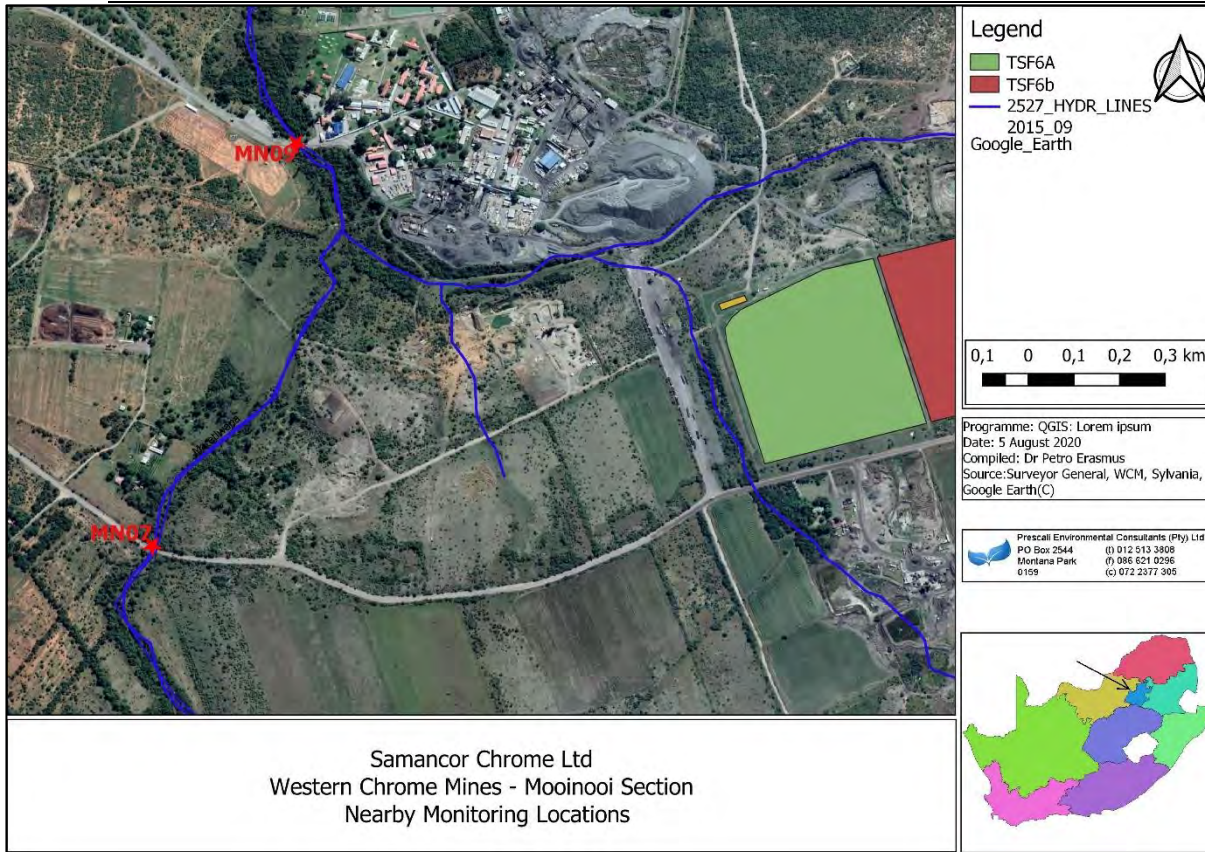 MN09
MN07
Legend
TSF6A
TSF6b
2527_HYDR_LINES
2015_09
Google_Earth
0,1 0 0,1 0,2 0,3 km
Programme: QGIS: Lorem ipsum
Date: 5 August 2020
Compiled: Dr Petro Erasmus
Source:Surveyor General, WCM, Sylvania,
Google Earth(C)
Prescali Environmental Consultants (Pty) Ltd
PO Box 2544 (t) 012 513 3808
Montana Park (f) 086 621 0296
0159 (c) 072 2377 305
Samancor Chrome Ltd
Western Chrome Mines - Mooinooi Section
Nearby Monitoring Locations